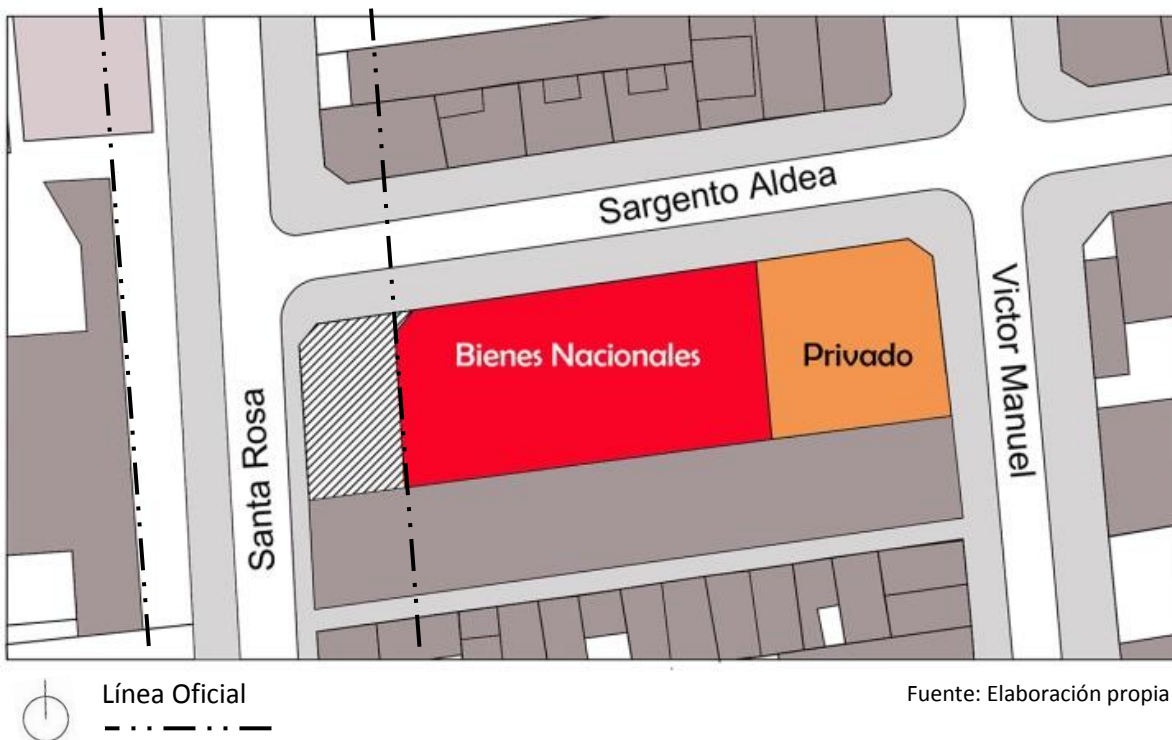 Sargento Aldea
Bienes Nacionales
Privado
Victor Manuel
Santa Rosa
Línea Oficial
Fuente: Elaboración propia